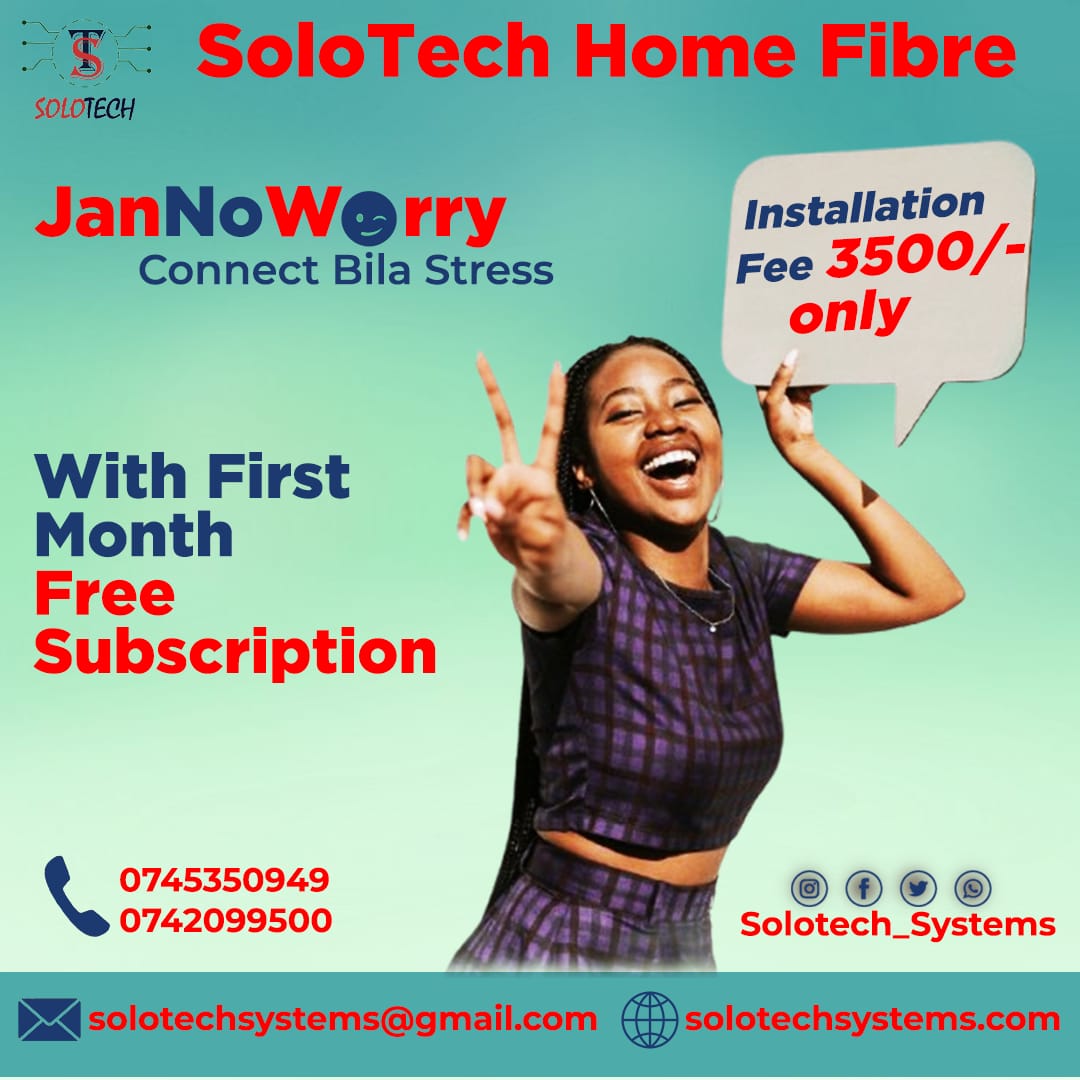 TS
SOLOTECH
SoloTech Home Fibre
JanNoWorry
Connect Bila Stress
Installation
Fee 3500/-
only
With First
Month
Free
Subscription
0745350949
0742099500
Solotech_Systems
solotechsystems@gmail.com
solotechsystems.com